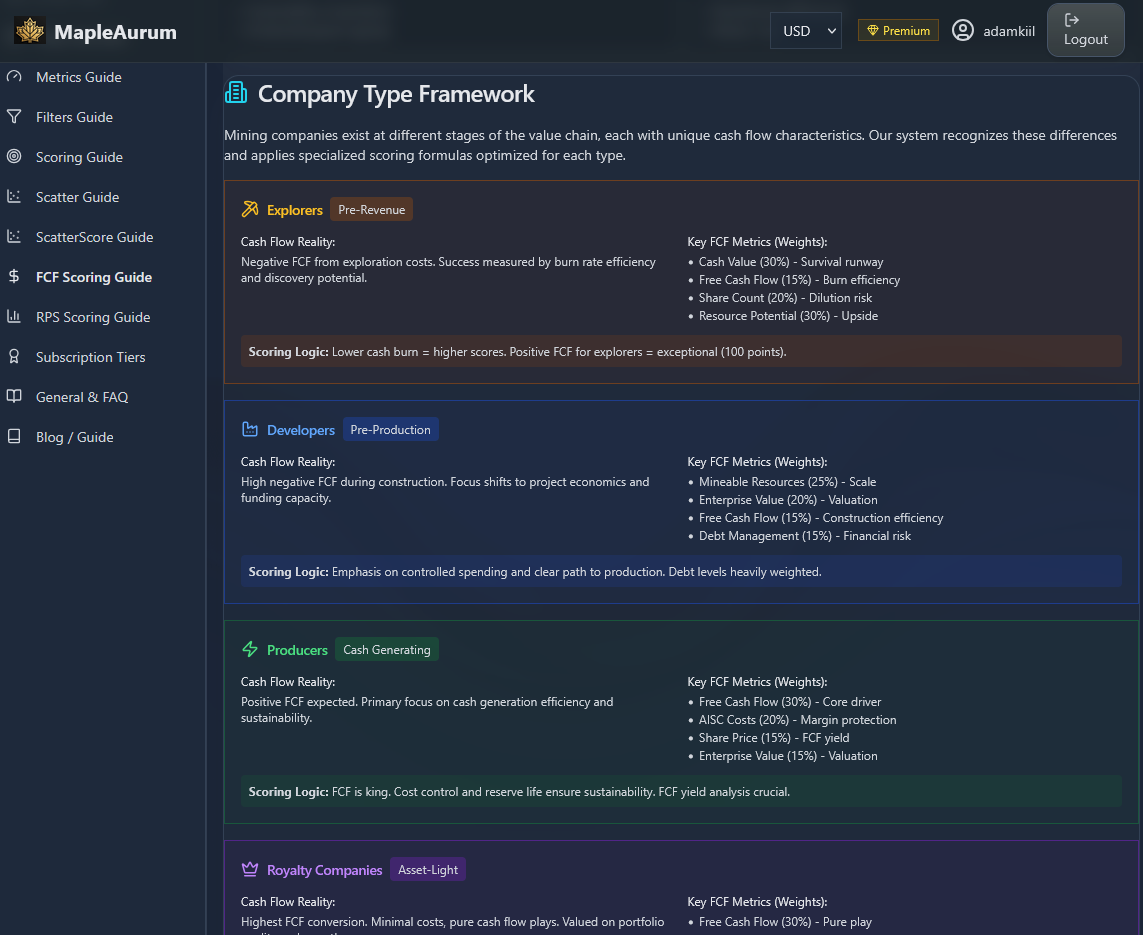 MapleAurum
USD
Premium
adamkiil
Logout
Metrics Guide
Filters Guide
Scoring Guide
Scatter Guide
ScatterScore Guide
FCF Scoring Guide
RPS Scoring Guide
Subscription Tiers
General & FAQ
Blog / Guide
Company Type Framework
Mining companies exist at different stages of the value chain, each with unique cash flow characteristics. Our system recognizes these differences
and applies specialized scoring formulas optimized for each type.
Explorers
Pre-Revenue
Cash Flow Reality:
Negative FCF from exploration costs. Success measured by burn rate efficiency
and discovery potential.
Key FCF Metrics (Weights):
• Cash Value (30%) - Survival runway
• Free Cash Flow (15%) - Burn efficiency
• Share Count (20%) - Dilution risk
• Resource Potential (30%) - Upside
Scoring Logic: Lower cash burn = higher scores. Positive FCF for explorers = exceptional (100 points).
Developers
Pre-Production
Cash Flow Reality:
High negative FCF during construction. Focus shifts to project economics and
funding capacity.
Key FCF Metrics (Weights):
• Mineable Resources (25%) - Scale
• Enterprise Value (20%) - Valuation
• Free Cash Flow (15%) - Construction efficiency
• Debt Management (15%) - Financial risk
Scoring Logic: Emphasis on controlled spending and clear path to production. Debt levels heavily weighted.
Producers
Cash Generating
Cash Flow Reality:
Positive FCF expected. Primary focus on cash generation efficiency and
sustainability.
Key FCF Metrics (Weights):
• Free Cash Flow (30%) - Core driver
• AISC Costs (20%) - Margin protection
• Share Price (15%) - FCF yield
• Enterprise Value (15%) - Valuation
Scoring Logic: FCF is king. Cost control and reserve life ensure sustainability. FCF yield analysis crucial.
Royalty Companies
Asset-Light
Cash Flow Reality:
Highest FCF conversion. Minimal costs, pure cash flow plays. Valued on portfolio
Key FCF Metrics (Weights):
• Free Cash Flow (30%) - Pure play